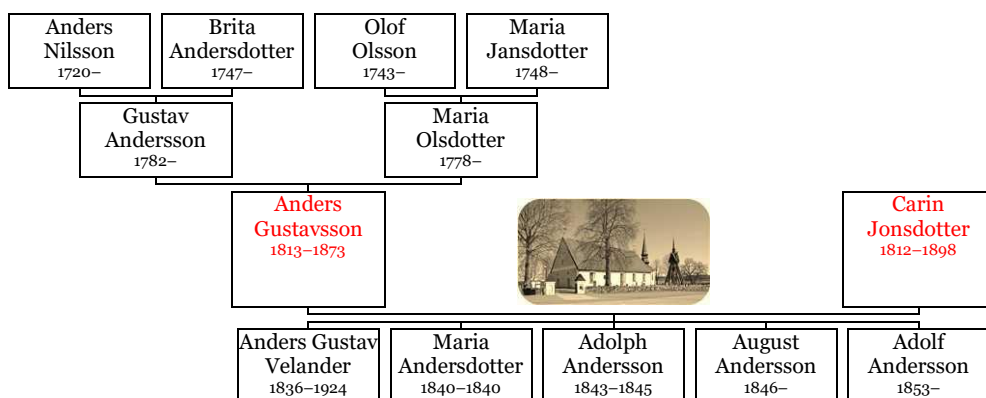 Anders
Nilsson
1720–
Brita
Andersdotter
1747–
Olof
Olsson
1743–
Maria
Jansdotter
1748–
Gustav
Andersson
1782–
Maria
Olsdotter
1778–
Anders
Gustavsson
1813–1873
Carin
Jonsdotter
1812–1898
Anders Gustav
Velander
1836–1924
Maria
Andersdotter
1840–1840
Adolph
Andersson
1843–1845
August
Andersson
1846–
Adolf
Andersson
1853–